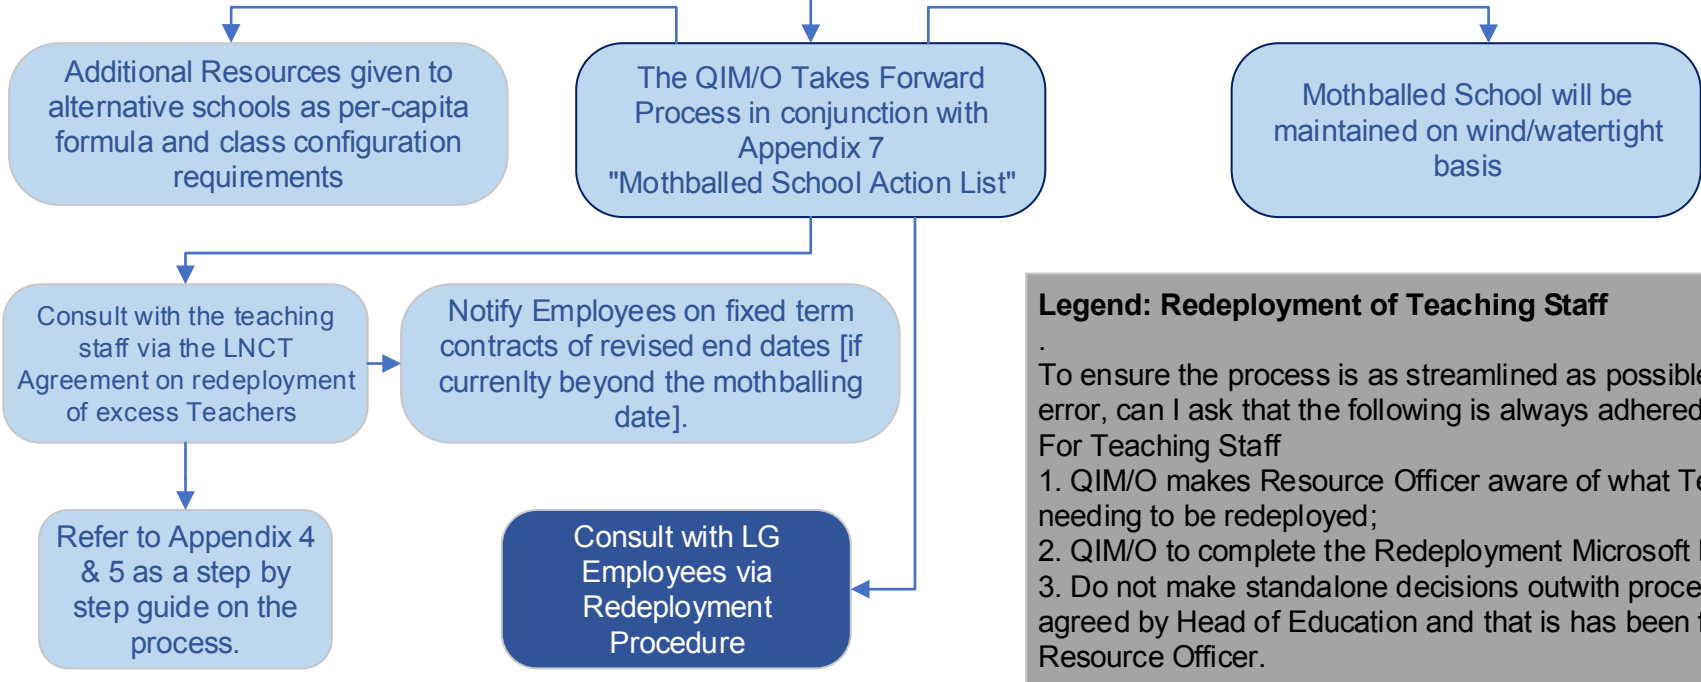 Additional Resources given to
alternative schools as per-capita
formula and class configuration
requirements
The QIM/O Takes Forward
Process in conjunction with
Appendix 7
"Mothballed School Action List"
Mothballed School will be
maintained on wind/watertight
basis
Consult with the teaching
staff via the LNCT
Agreement on redeployment
of excess Teachers
Notify Employees on fixed term
contracts of revised end dates [if
currenlty beyond the mothballing
date].
Refer to Appendix 4
& 5 as a step by
step guide on the
process.
Consult with LG
Employees via
Redeployment
Procedure
Legend: Redeployment of Teaching Staff
.
To ensure the process is as streamlined as possible
error, can I ask that the following is always adhered
For Teaching Staff
1. QIM/O makes Resource Officer aware of what
needing to be redeployed;
2. QIM/O to complete the Redeployment Microsoft
3. Do not make standalone decisions outwith
agreed by Head of Education and that is has been
Resource Officer.